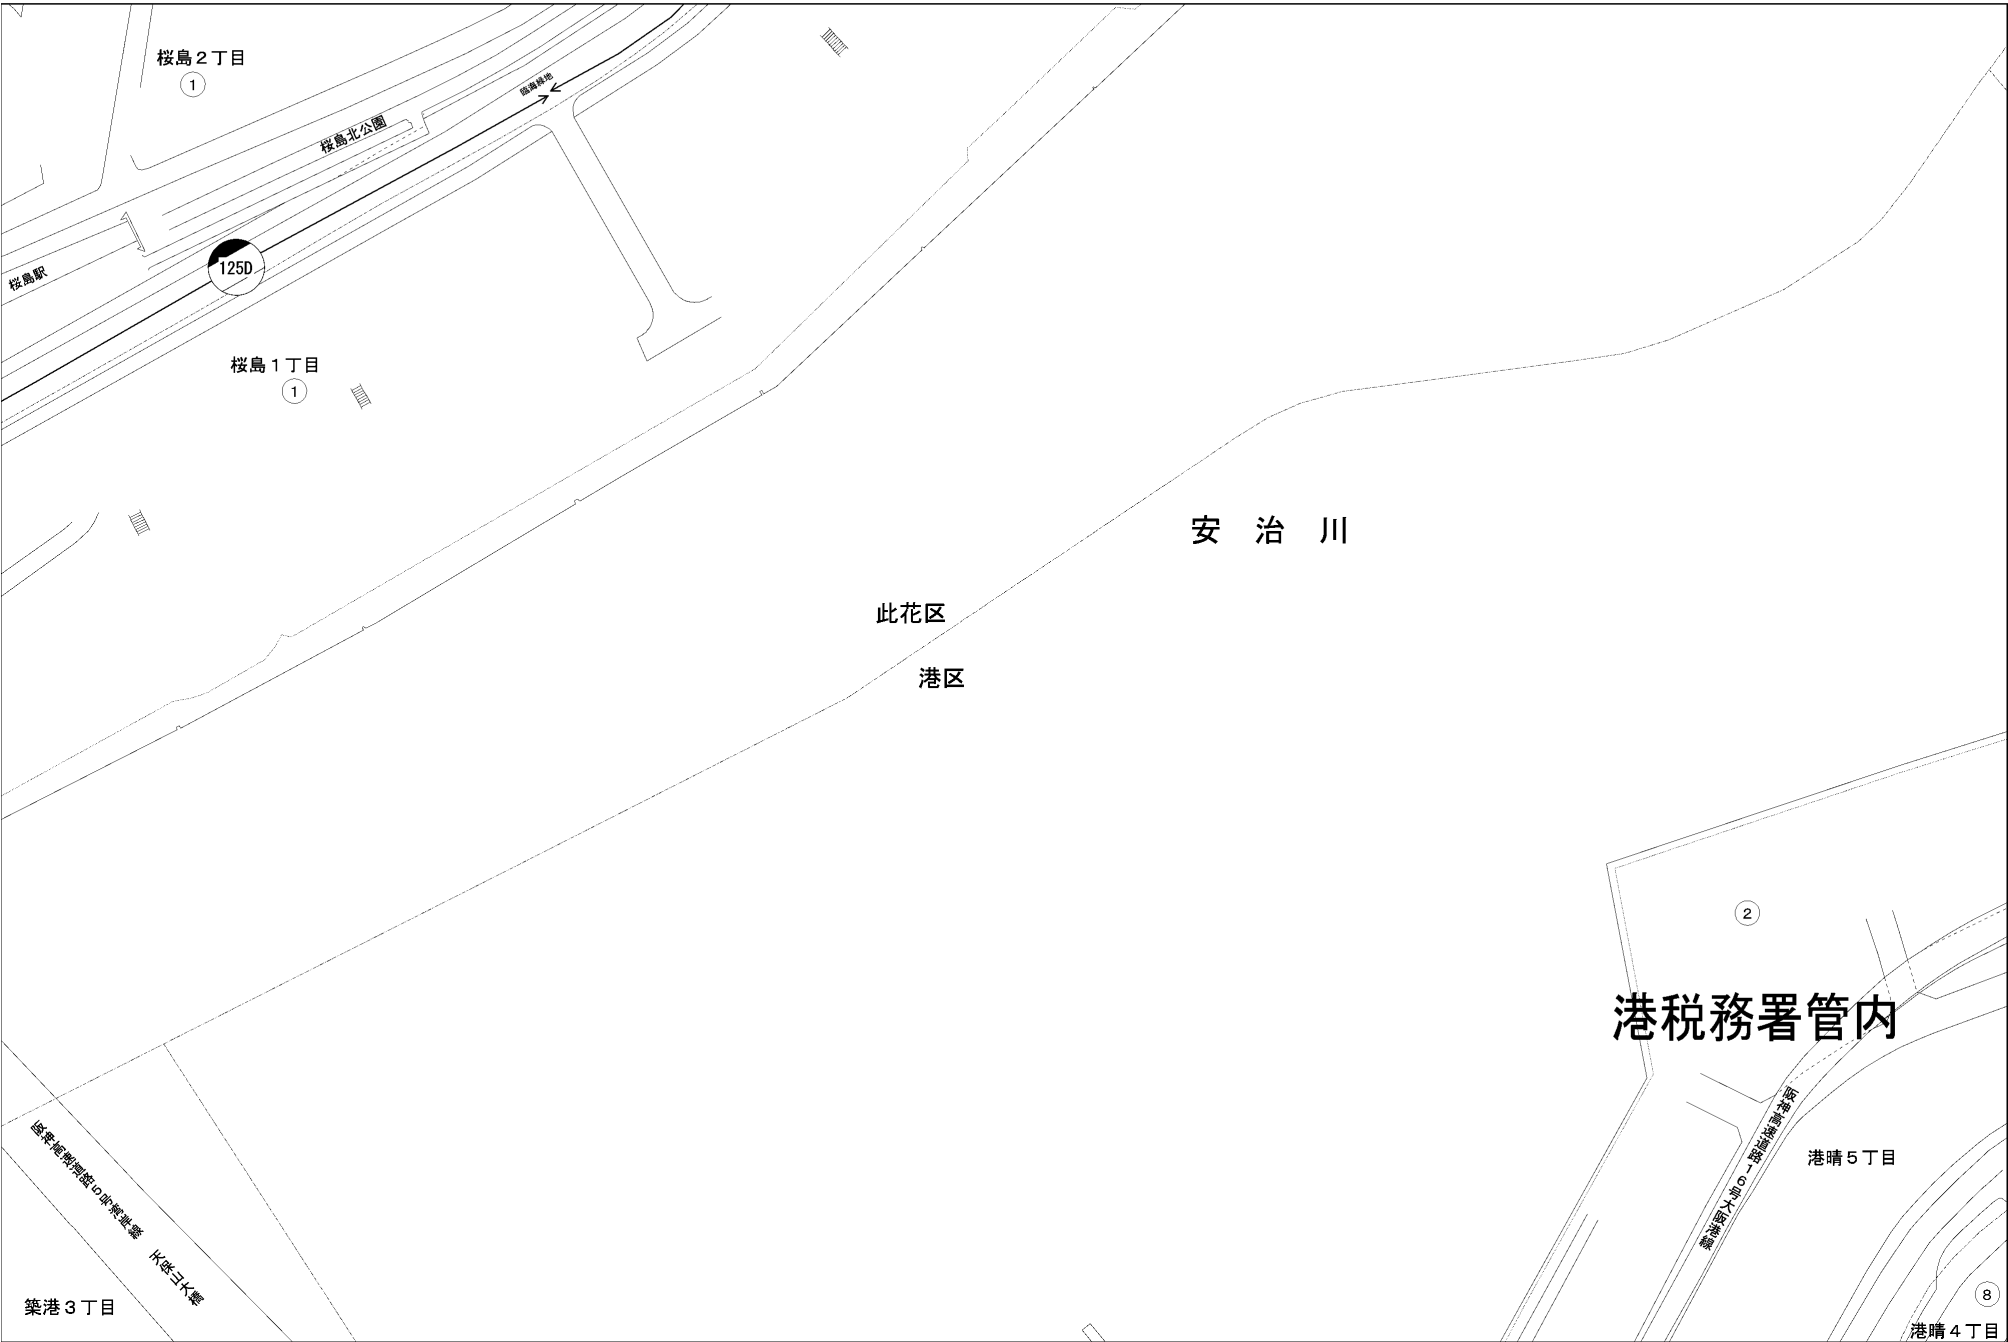 桜島２丁目
1
臨海緑地
桜島北公園
125D
桜島駅
桜島１丁目
1
安治川
此花区
港区
2
港税務署管内
阪神高速道路16号大阪港線
阪神高速道路5号湾岸線　天保山大橋
港晴５丁目
築港３丁目
8
港晴４丁目